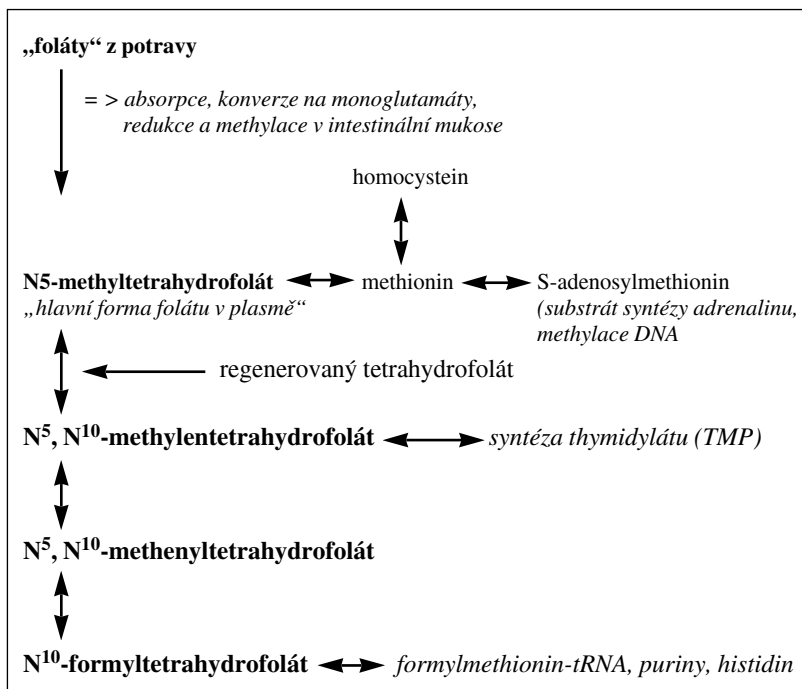 „foláty“ z potravy
= > absorpce, konverze na monoglutamáty,
redukce a methylace v intestinální mukose
homocystein
N5-methyltetrahydrofolát
methionin
S-adenosylmethionin
„hlavní forma folátu v plasmě“
(substrát syntézy adrenalinu,
methylace DNA
regenerovaný tetrahydrofolát
N⁵, N¹⁰-methylentetrahydrofolát
syntéza thymidylátu (TMP)
N⁵, N¹⁰-methenyltetrahydrofolát
N¹⁰-formyltetrahydrofolát
formylmethionin-tRNA, puriny, histidin